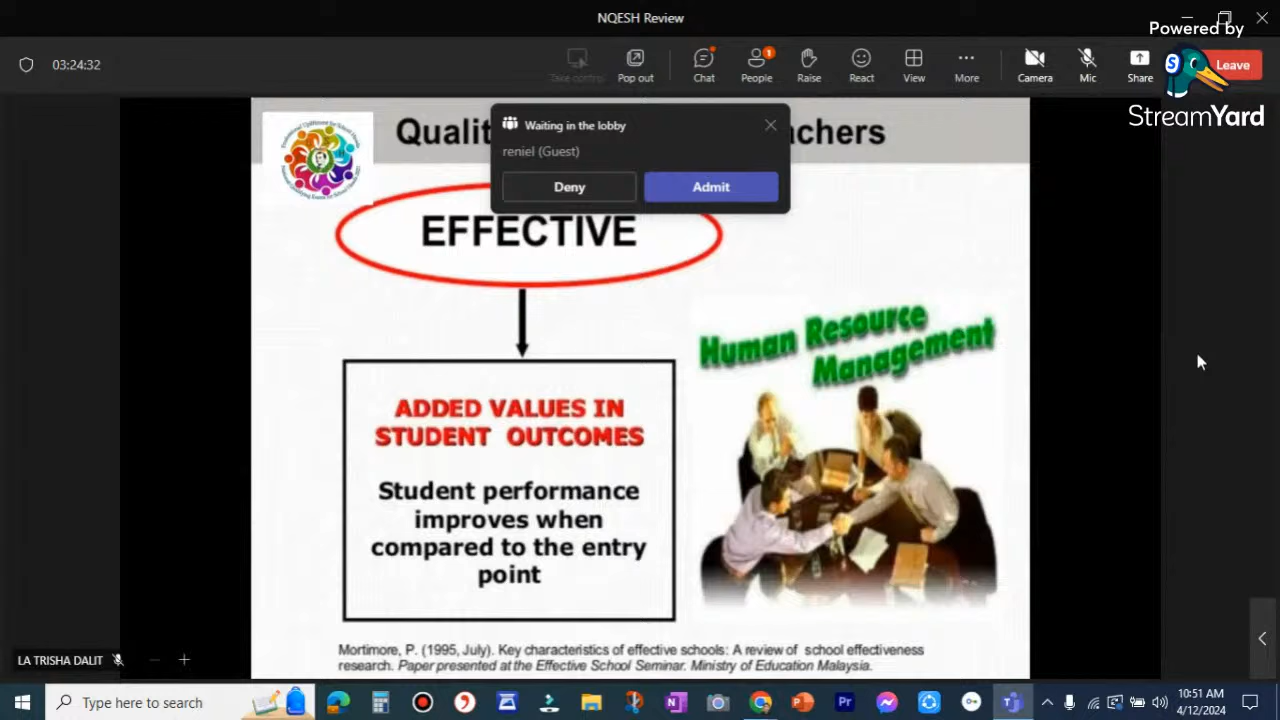 NQESH Review
Powered by
StreamYard
03:24:32
Take control
Pop out
Chat
1
People
Raise
React
View
More
Camera
Mic
Share
Leave
Qualit
achers
Waiting in the lobby
reniel (Guest)
Deny
Admit
EFFECTIVE
Human Resource
Management
ADDED VALUES IN
STUDENT OUTCOMES
Student performance
improves when
compared to the entry
point
Mortimore, P. (1995, July). Key characteristics of effective schools: A review of school effectiveness
research. Paper presented at the Effective School Seminar. Ministry of Education Malaysia.
LA TRISHA DALIT
Type here to search
10:51 AM
4/12/2024